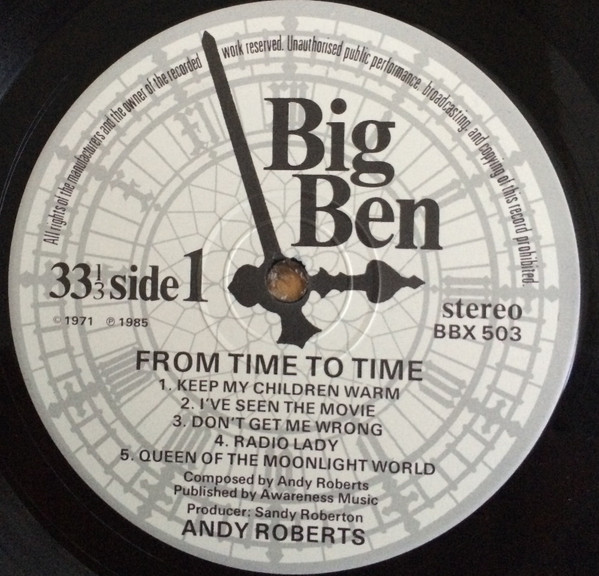 All rights of the manufacturers and the owner of the recorded work reserved. Unauthorised public performance, broadcasting, and copying of this record prohibited.
Big
Ben
33⅓ side 1
© 1971 ℗ 1985
stereo
BBX 503
FROM TIME TO TIME
1. KEEP MY CHILDREN WARM
2. I'VE SEEN THE MOVIE
3. DON'T GET ME WRONG
4. RADIO LADY
5. QUEEN OF THE MOONLIGHT WORLD
Composed by Andy Roberts
Published by Awareness Music
Producer: Sandy Roberton
ANDY ROBERTS